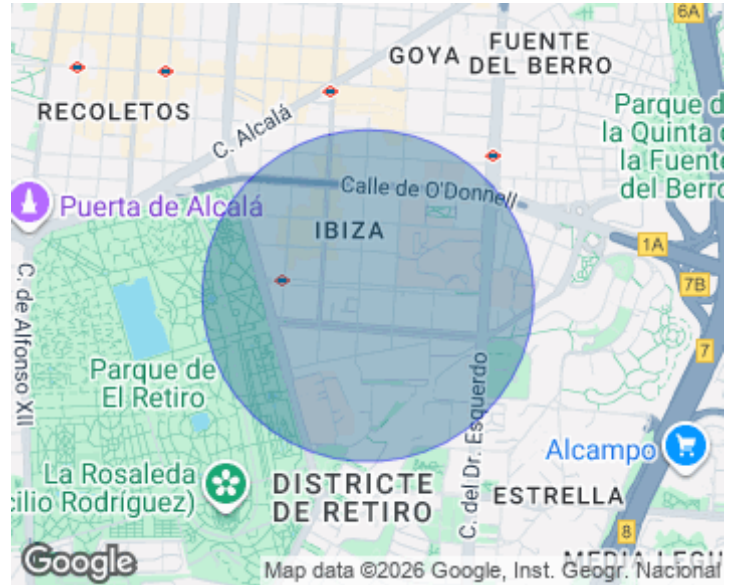 6A
GOYA
FUENTE
DEL BERRO
RECOLETOS
C. Alcalá
Parque d
la Quinta d
la Fuente
del Berro
Calle de O'Donnell
Puerta de Alcalá
IBIZA
1A
7B
C. de Alfonso XII
7
Parque de
El Retiro
C. del Dr. Esquerdo
Alcampo
La Rosaleda
cilio Rodríguez)
DISTRICTE
DE RETIRO
ESTRELLA
8
MEDIA LEGU
Google
Map data ©2026 Google, Inst. Geogr. Nacional